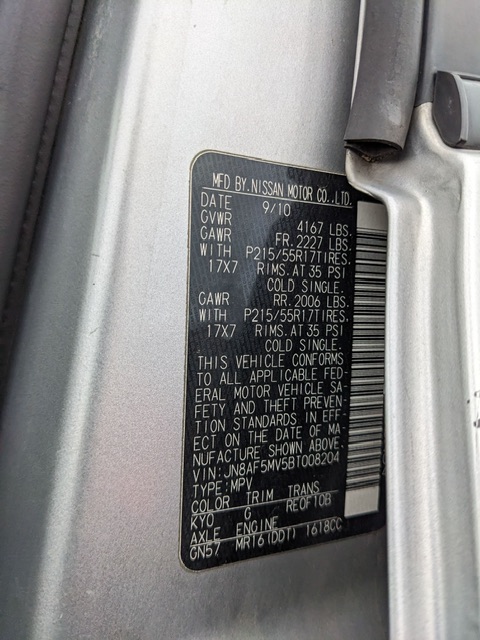 MFD BY.NISSAN MOTOR CO.,LTD.
DATE 9/10
GVWR 4167 LBS.
GAWR FR. 2227 LBS.
WITH P215/55R17TIRES.
17X7 RIMS. AT 35 PSI
COLD SINGLE.
GAWR RR. 2006 LBS.
WITH P215/55R17TIRES.
17X7 RIMS. AT 35 PSI
COLD SINGLE.
THIS VEHICLE CONFORMS
TO ALL APPLICABLE FED-
ERAL MOTOR VEHICLE SA-
FETY AND THEFT PREVEN-
TION STANDARDS IN EFF-
ECT ON THE DATE OF MA-
NUFACTURE SHOWN ABOVE.
VIN: JN8AF5MV5BT008204
TYPE: MPV
COLOR TRIM TRANS
KY0 G RE0F10B
AXLE ENGINE
GN57 MR16(DDT) 1618CC